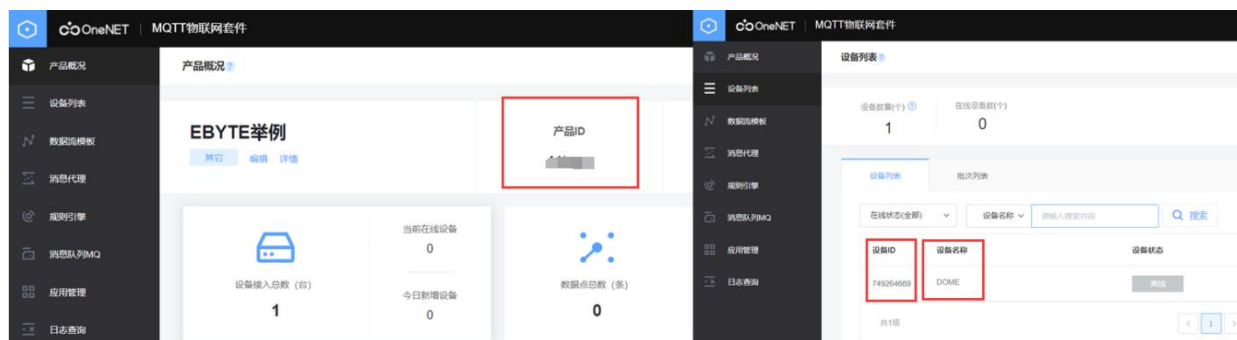 OneNET MQTT物联网套件
产品概况
设备列表
数据流模板
消息代理
规则引擎
消息队列MQ
应用管理
日志查询
产品概况
EBYTE举例
其它 编辑 详情
产品ID
设备接入总数 (台)
1
当前在线设备
0
今日新增设备
0
数据点总数 (条)
0
OneNET MQTT物联网套件
产品概况
设备列表
数据流模板
消息代理
规则引擎
消息队列MQ
应用管理
日志查询
设备列表
设备数量(个) 在线设备数(个)
1 0
设备列表 批次列表
在线状态(全部) 设备名称 请输入搜索内容 搜索
设备ID 设备名称 设备状态
749264669 DOME 离线
共1项 < 1 >